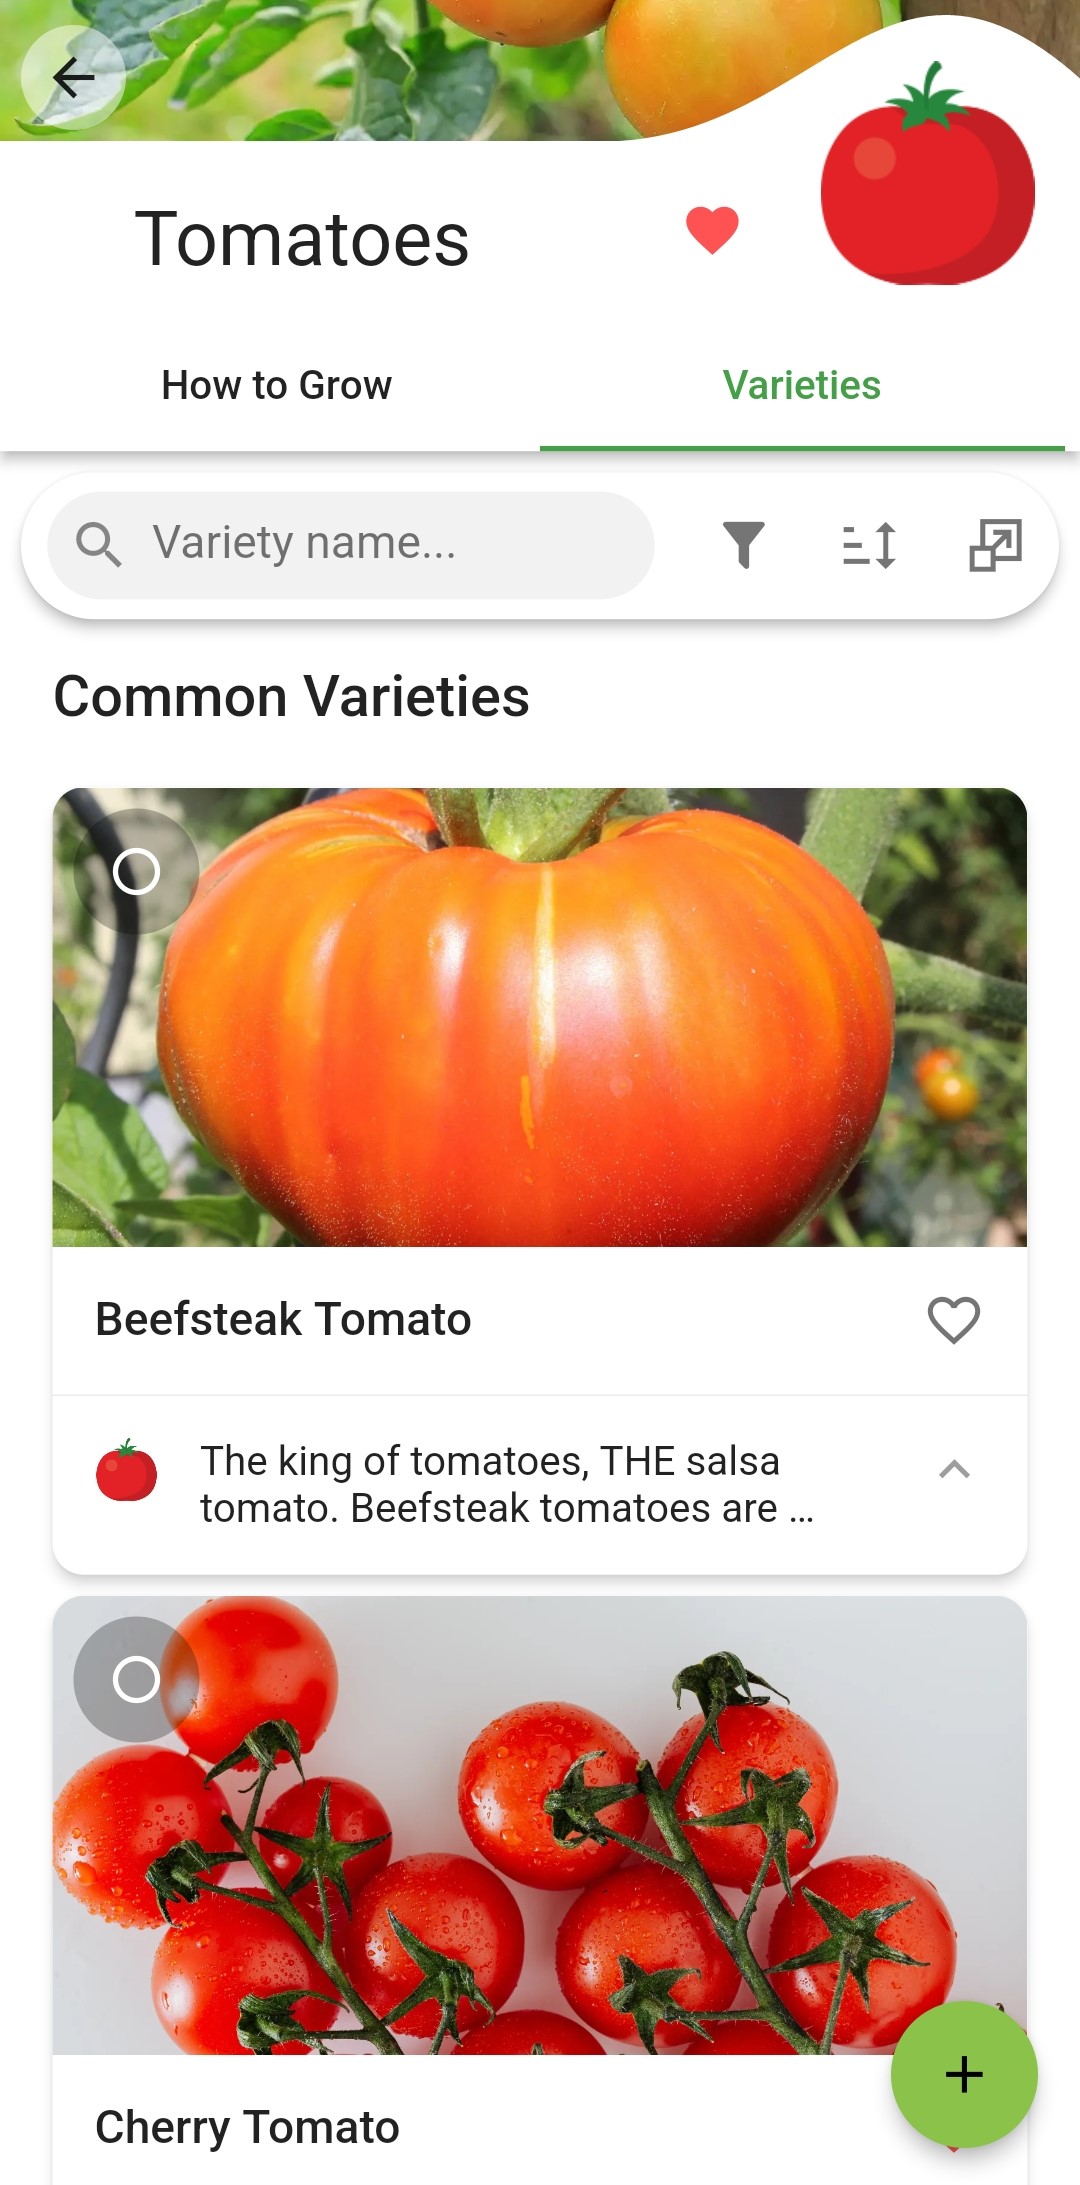 Tomatoes
How to Grow
Varieties
Variety name...
Common Varieties
Beefsteak Tomato
The king of tomatoes, THE salsa
tomato. Beefsteak tomatoes are ...
Cherry Tomato